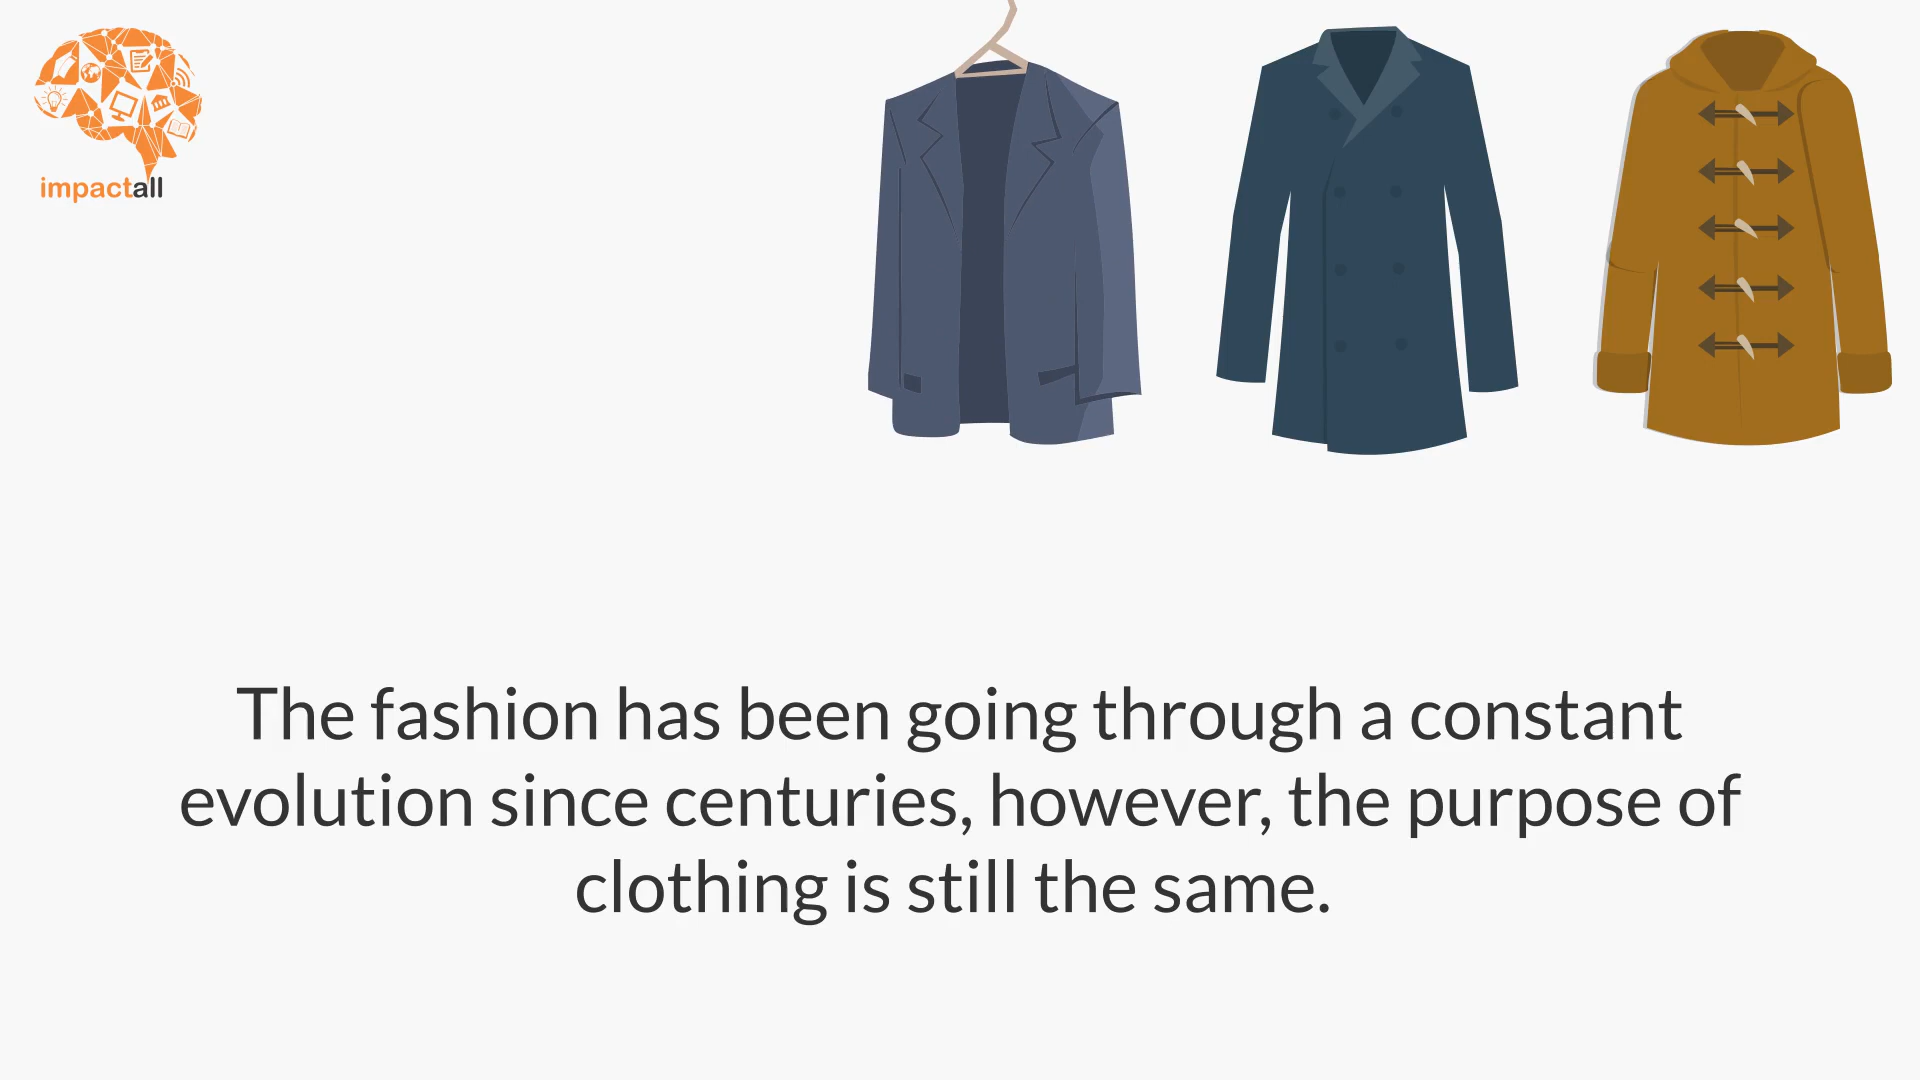 impactall
The fashion has been going through a constant
evolution since centuries, however, the purpose of
clothing is still the same.